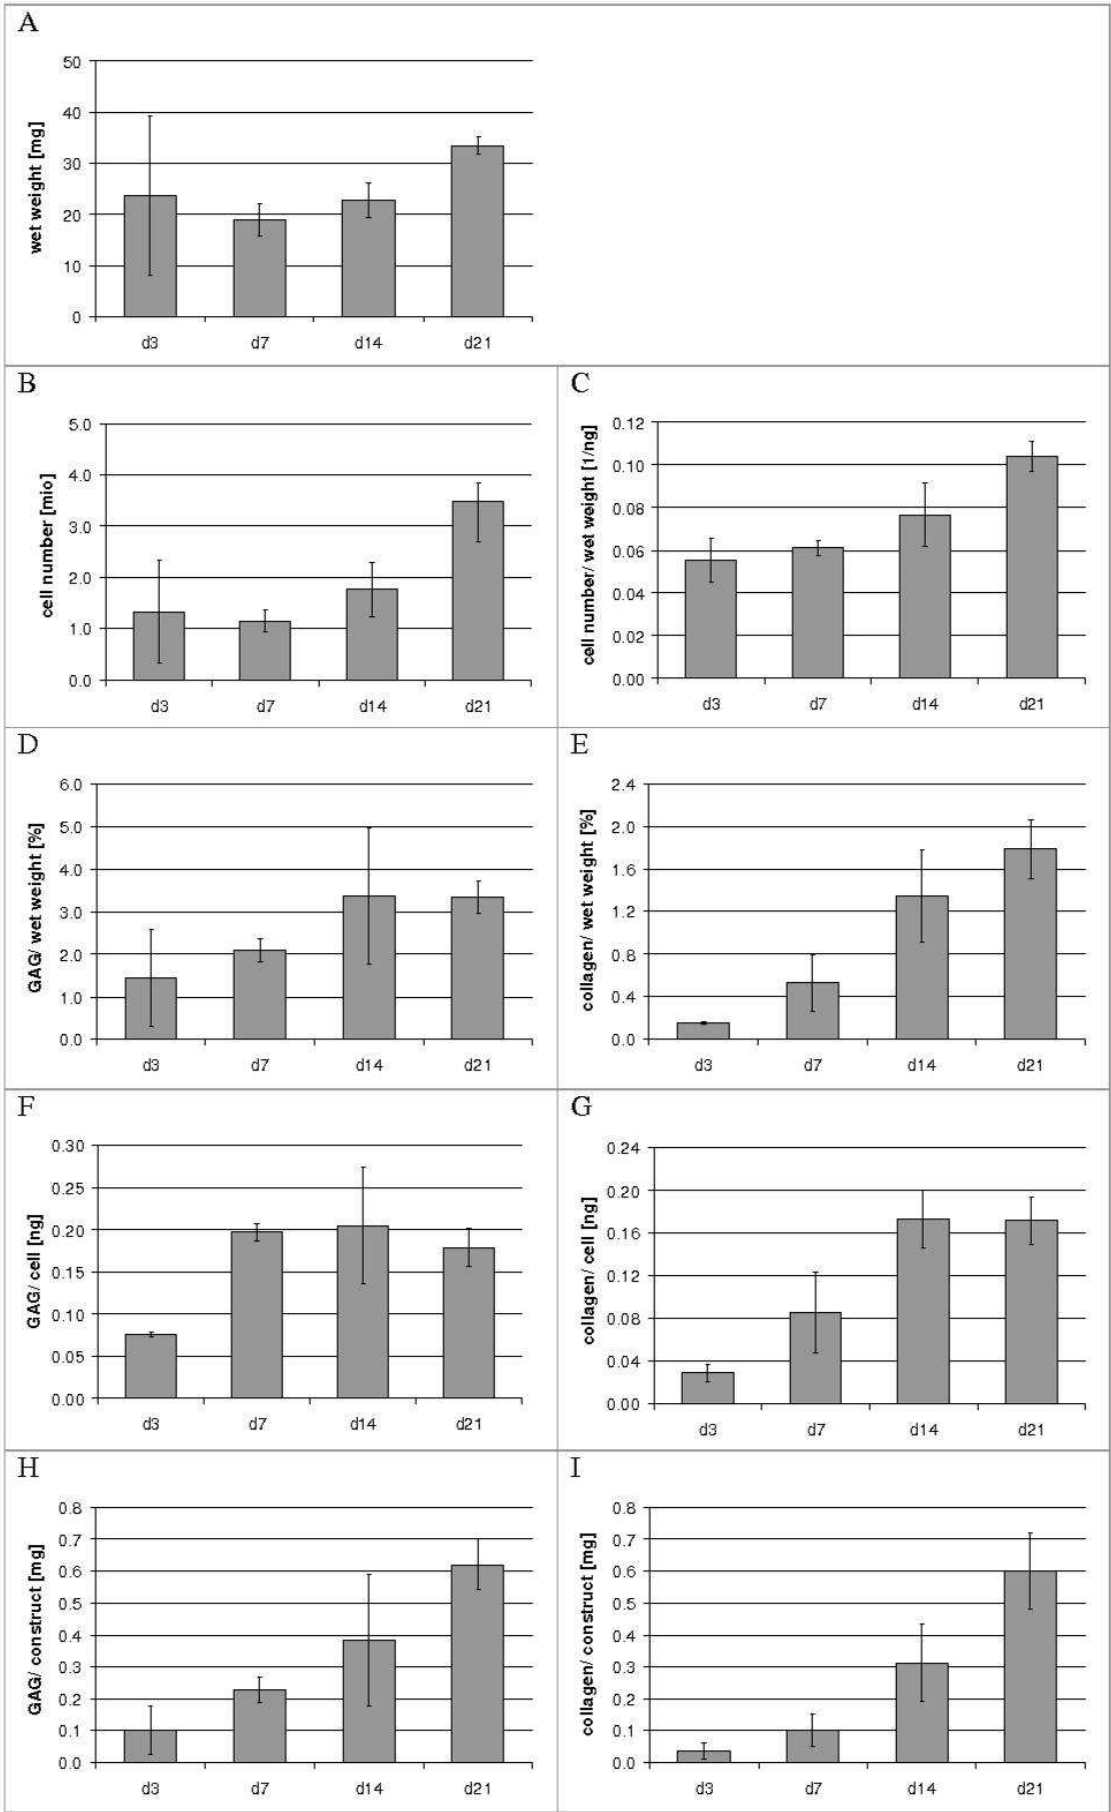 A
wet weight [mg]
50
40
30
20
10
0
d3 d7 d14 d21
B
cell number [mio]
5.0
4.0
3.0
2.0
1.0
0.0
d3 d7 d14 d21
C
cell number/ wet weight [1/ng]
0.12
0.10
0.08
0.06
0.04
0.02
0.00
d3 d7 d14 d21
D
GAG/ wet weight [%]
6.0
5.0
4.0
3.0
2.0
1.0
0.0
d3 d7 d14 d21
E
collagen/ wet weight [%]
2.4
2.0
1.6
1.2
0.8
0.4
0.0
d3 d7 d14 d21
F
GAG/ cell [ng]
0.30
0.25
0.20
0.15
0.10
0.05
0.00
d3 d7 d14 d21
G
collagen/ cell [ng]
0.24
0.20
0.16
0.12
0.08
0.04
0.00
d3 d7 d14 d21
H
GAG/ construct [mg]
0.8
0.7
0.6
0.5
0.4
0.3
0.2
0.1
0.0
d3 d7 d14 d21
I
collagen/ construct [mg]
0.8
0.7
0.6
0.5
0.4
0.3
0.2
0.1
0.0
d3 d7 d14 d21